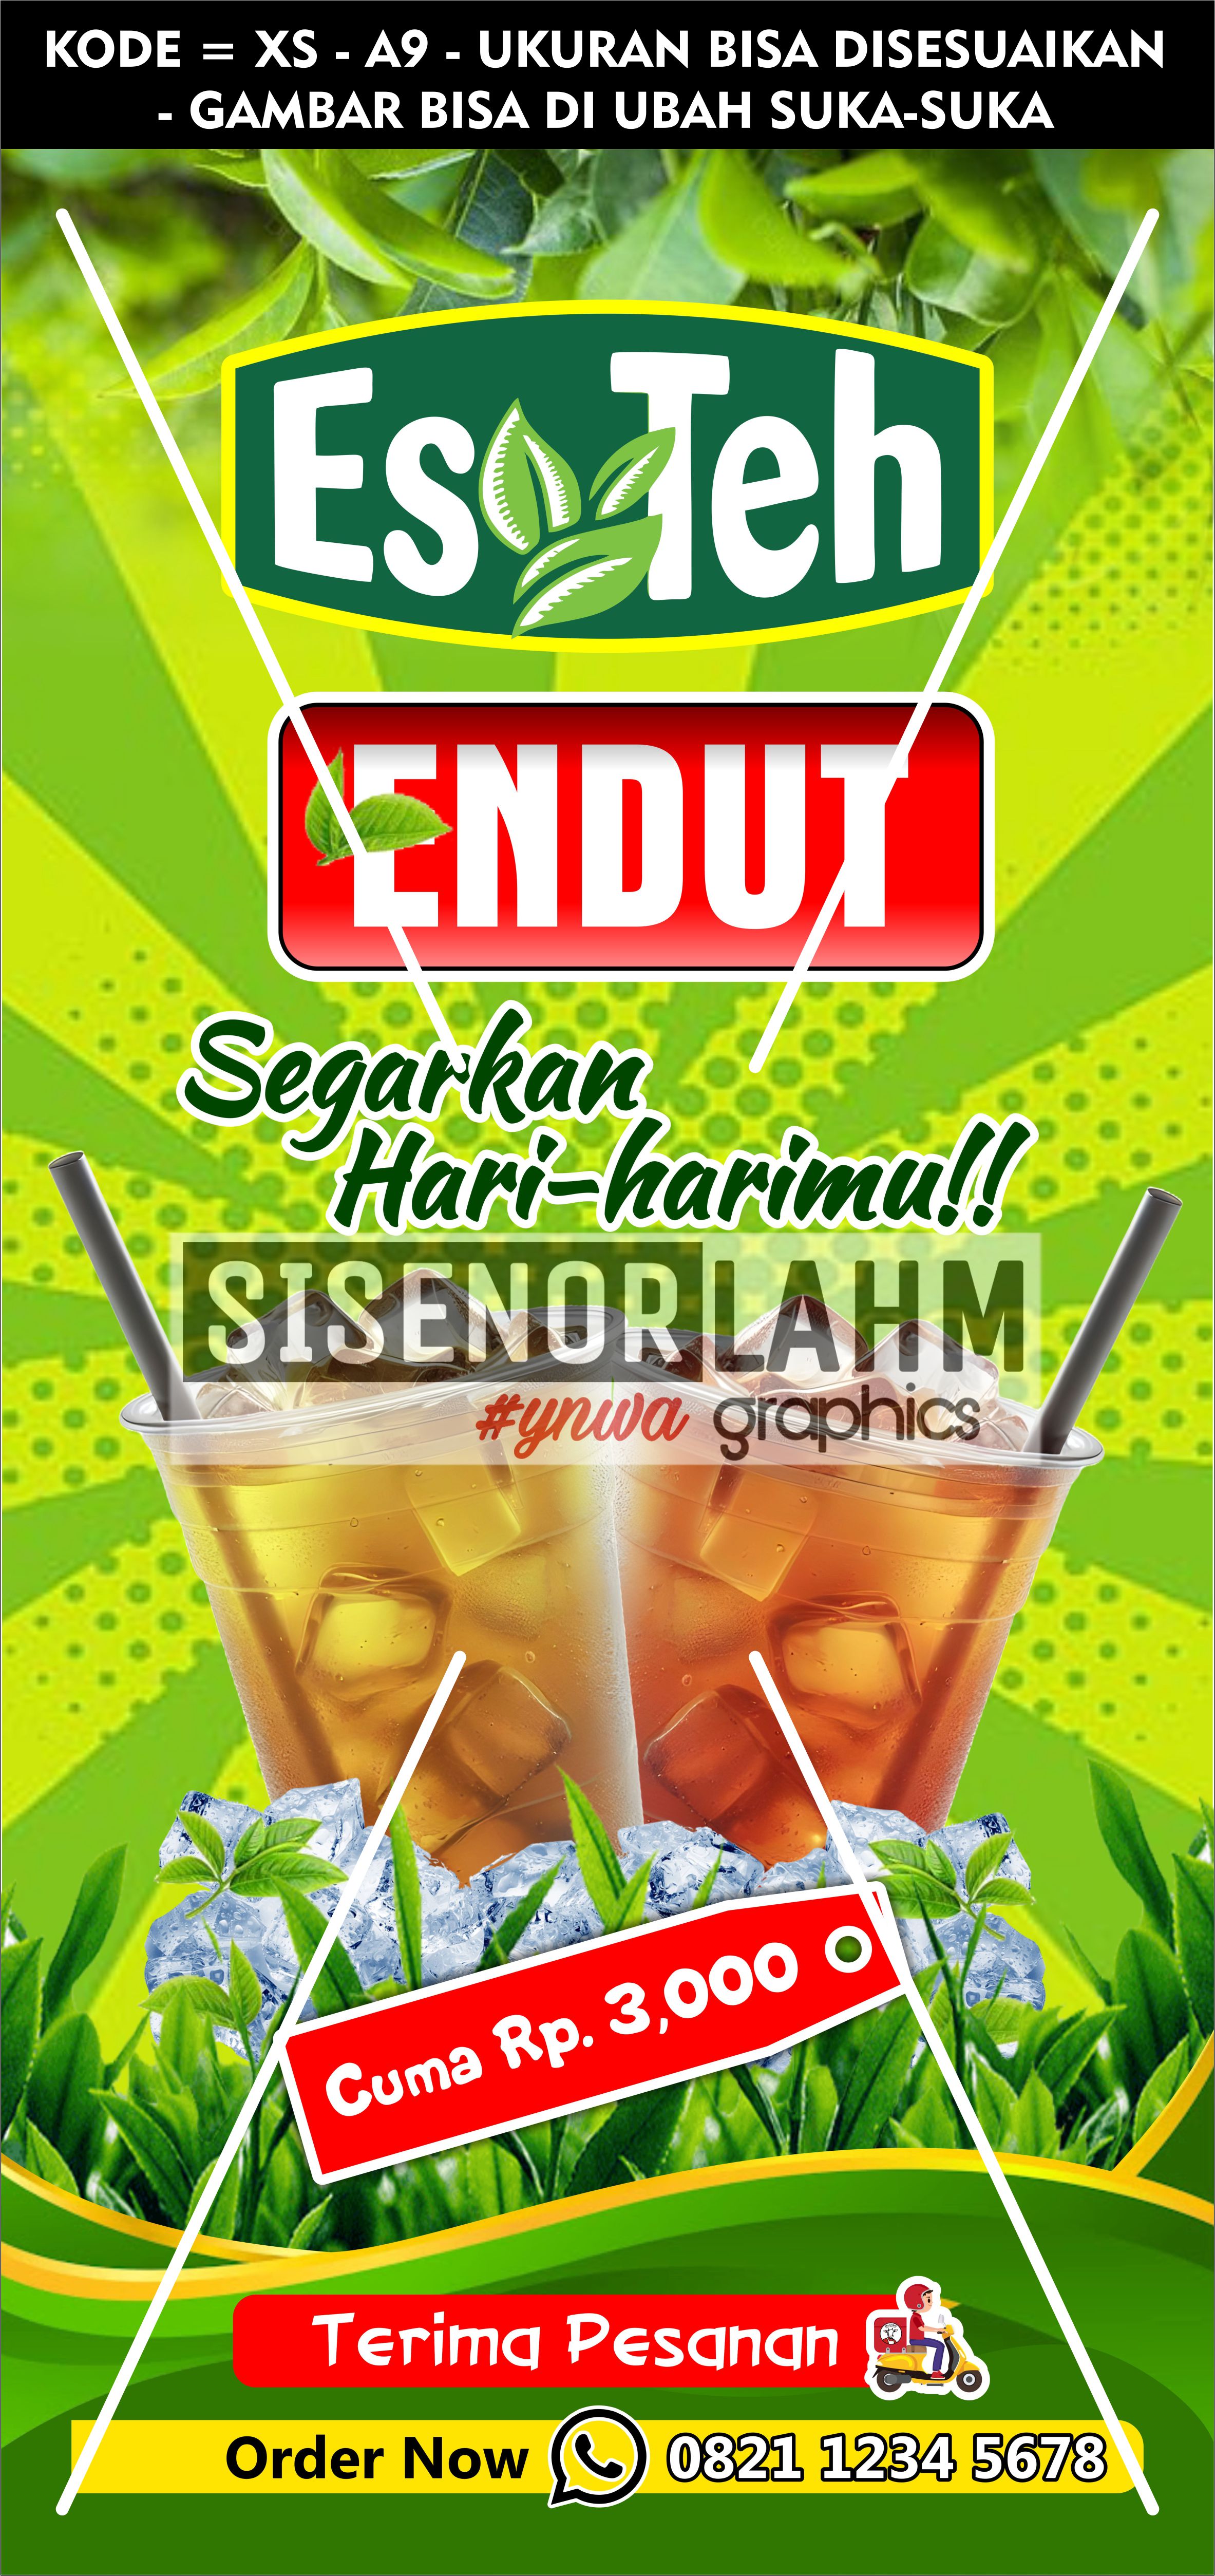 KODE = XS - A9 - UKURAN BISA DISESUAIKAN
- GAMBAR BISA DI UBAH SUKA-SUKA
Es Teh
ENDUT
Segarkan
Hari-harimu!!
SISENOR LAHM
#ynwa graphics
Cuma Rp. 3,000
Terima Pesanan
Order Now 0821 1234 5678